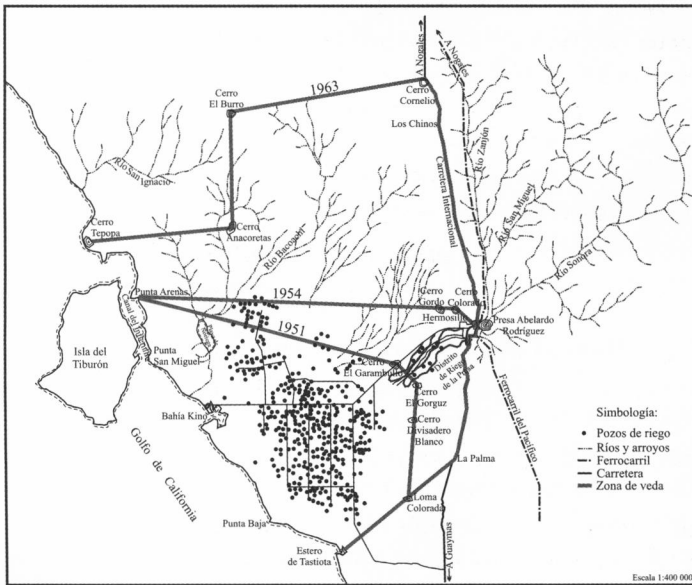 A Nogales
A Nogales
1963
Cerro
El Burro
Cerro
Cornelio
Los Chinos
Río San
Ignacio
Carretera Internacional
Río Zanjón
Río San Miguel
Río Sonora
Cerro
Tepopa
Cerro
Anacoretas
Río Bacoachi
Punta Arenas
1954
Cerro
Gordo
Cerro
Colorado
Hermosillo
Presa Abelardo
Rodríguez
1951
Canal del Infiernillo
Isla del
Tiburón
Punta
San Miguel
Cerro
El Garambullo
Distrito
de Riego
de la Presa
Cerro
El Gorguz
Ferrocarril del Pacífico
Bahía Kino
Cerro
Divisadero
Blanco
Golfo de California
La Palma
Loma
Colorada
Punta Baja
Estero
de Tastiota
A Guaymas
Simbología:
Pozos de riego
Ríos y arroyos
Ferrocarril
Carretera
Zona de veda
Escala 1:400 000